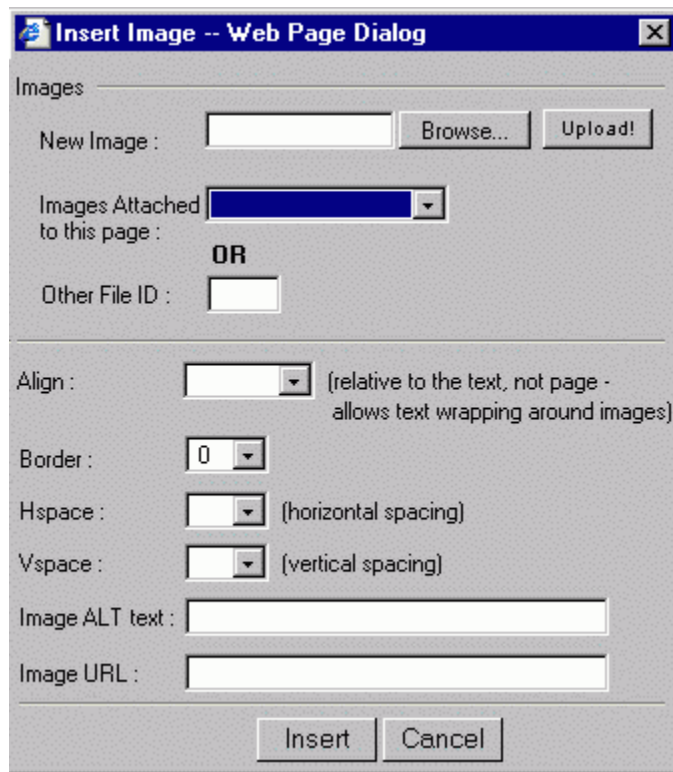 Insert Image -- Web Page Dialog
Images
New Image :
Browse...
Upload!
Images Attached
to this page :
OR
Other File ID :
Align :
(relative to the text, not page -
allows text wrapping around images)
Border :
0
Hspace :
(horizontal spacing)
Vspace :
(vertical spacing)
Image ALT text :
Image URL :
Insert
Cancel